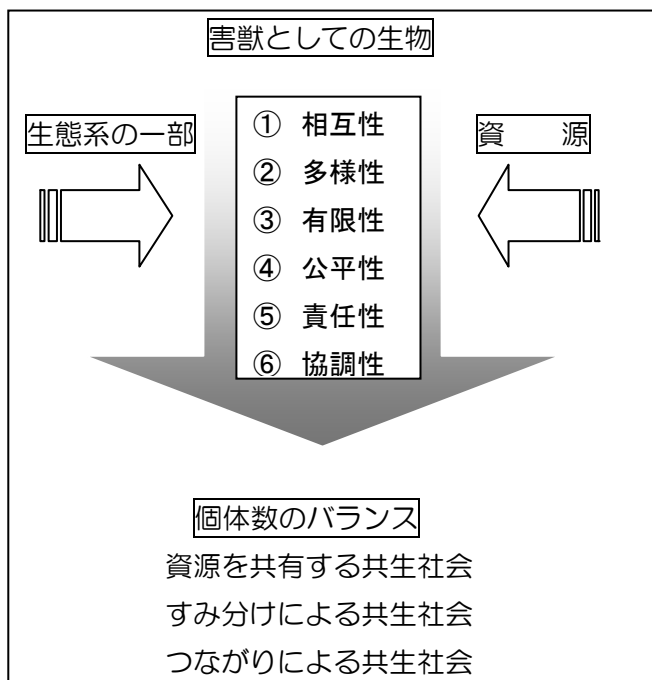 害獣としての生物
生態系の一部
資　源
① 相互性
② 多様性
③ 有限性
④ 公平性
⑤ 責任性
⑥ 協調性
個体数のバランス
資源を共有する共生社会
すみ分けによる共生社会
つながりによる共生社会